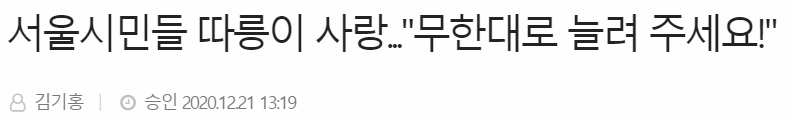 서울시민들 따릉이 사랑..."무한대로 늘려 주세요!"
김기홍 | 승인 2020.12.21 13:19